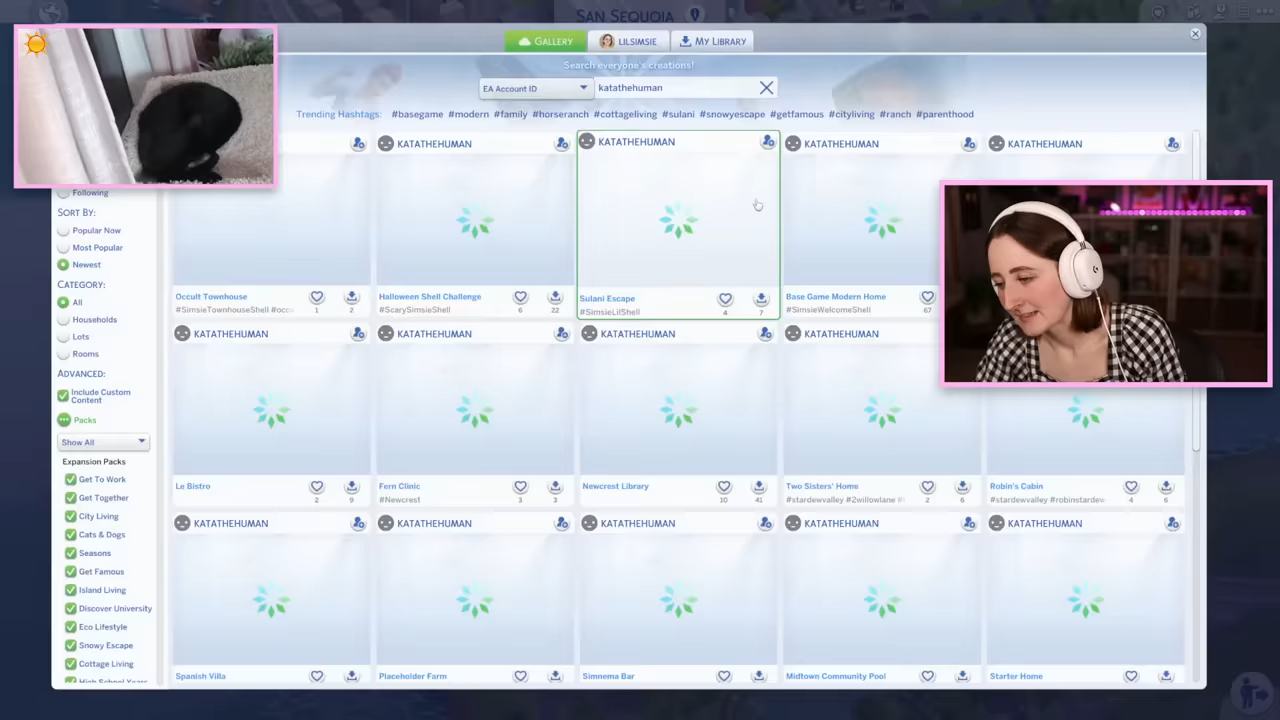 SAN SEQUOIA
GALLERY
LILSIMSIE
MY LIBRARY
Search everyone's creations!
EA Account ID
katathehuman
Trending Hashtags: #basegame #modern #family #horseranch #cottageliving #sulani #snowyescape #getfamous #cityliving #ranch #parenthood
KATATHEHUMAN
KATATHEHUMAN
KATATHEHUMAN
KATATHEHUMAN
Following
SORT BY:
Popular Now
Most Popular
Newest
CATEGORY:
All
Households
Lots
Rooms
ADVANCED:
Include Custom
Content
Packs
Show All
Expansion Packs
Get To Work
Get Together
City Living
Cats & Dogs
Seasons
Get Famous
Island Living
Discover University
Eco Lifestyle
Snowy Escape
Cottage Living
High School Years
Occult Townhouse
#SimsieTownhouseShell #occ
1
2
Halloween Shell Challenge
#ScarySimsieShell
6
22
Sulani Escape
#SimsieLilShell
4
7
Base Game Modern Home
#SimsieWelcomeShell
67
KATATHEHUMAN
KATATHEHUMAN
KATATHEHUMAN
KATATHEHUMAN
Le Bistro
2
9
Fern Clinic
#Newcrest
3
3
Newcrest Library
10
41
Two Sisters' Home
#stardewvalley #2willowlane #
2
6
Robin's Cabin
#stardewvalley #robinstardew
4
6
KATATHEHUMAN
KATATHEHUMAN
KATATHEHUMAN
KATATHEHUMAN
KATATHEHUMAN
Spanish Villa
Placeholder Farm
Simnema Bar
Midtown Community Pool
Starter Home